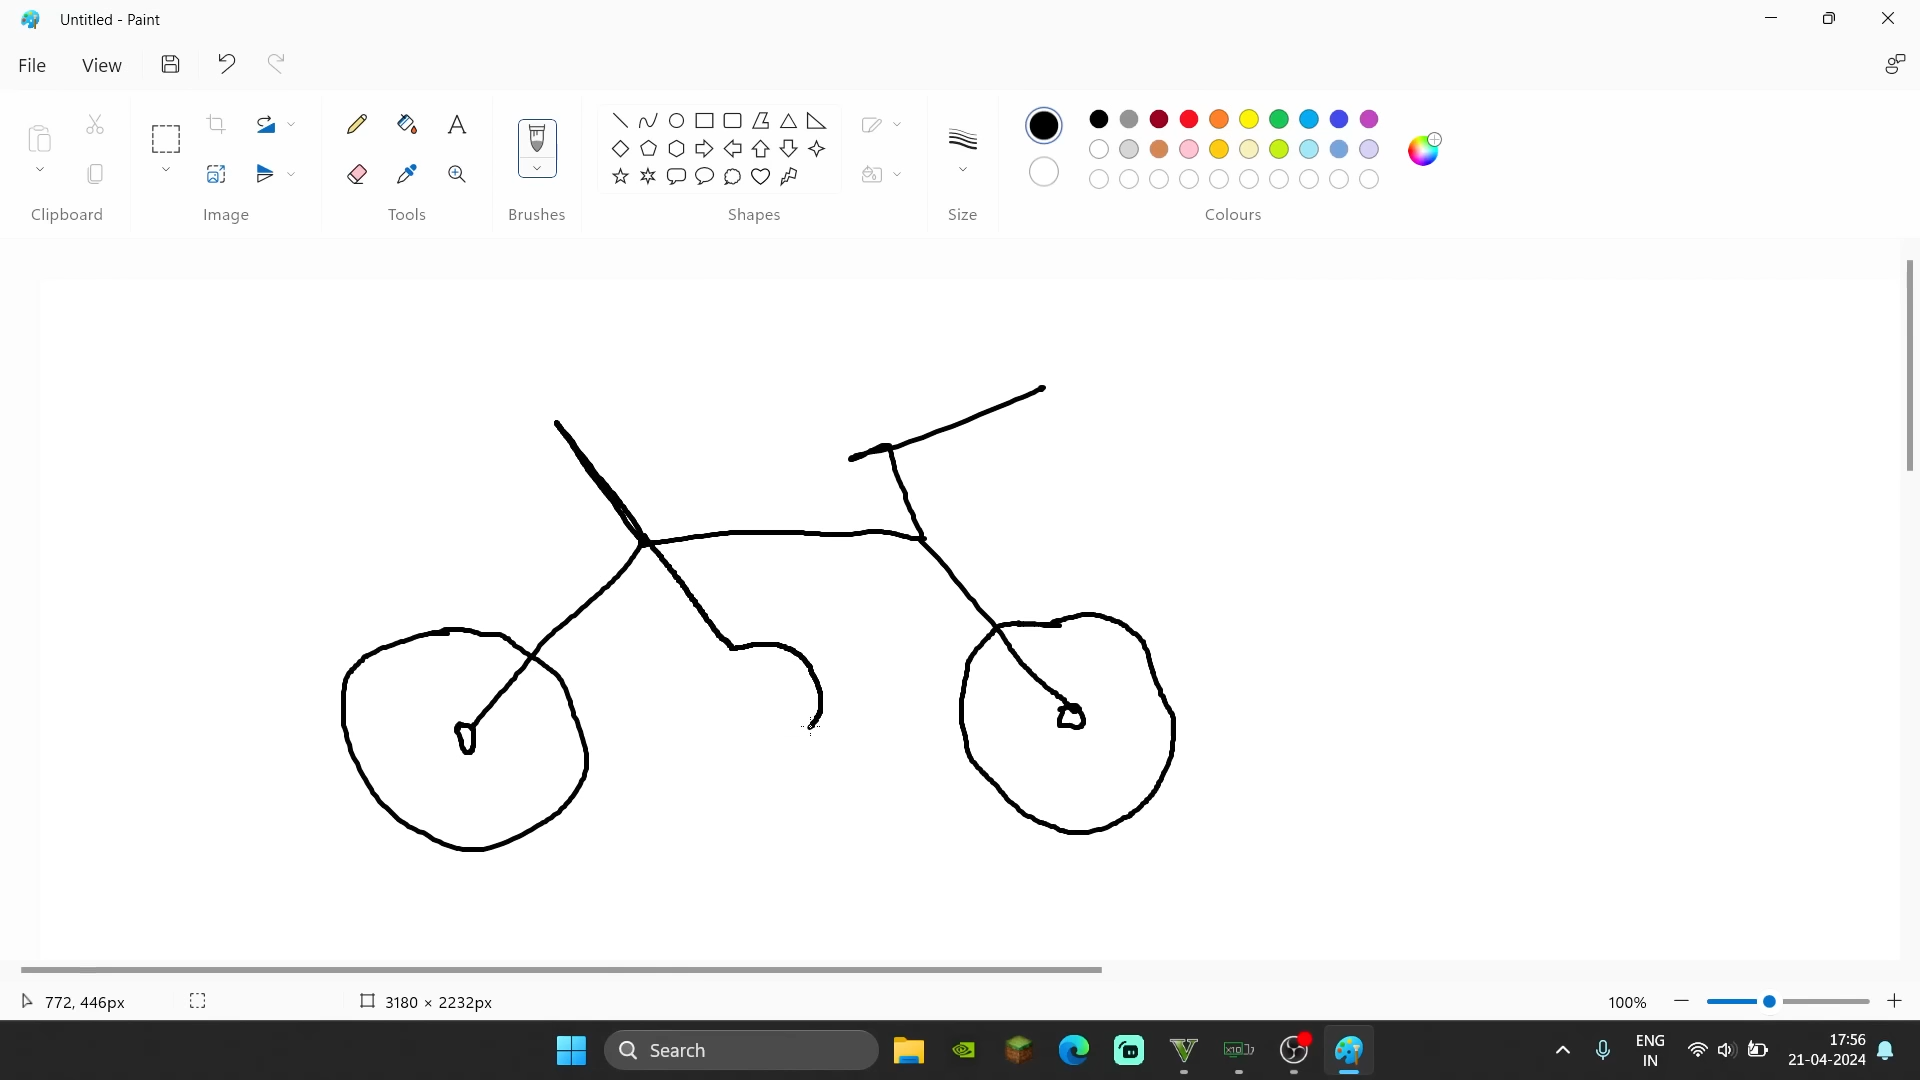 Untitled - Paint
File View
Clipboard Image Tools Brushes Shapes Size Colours
772, 446px 3180 × 2232px 100%
Search ENG 17:56
IN 21-04-2024